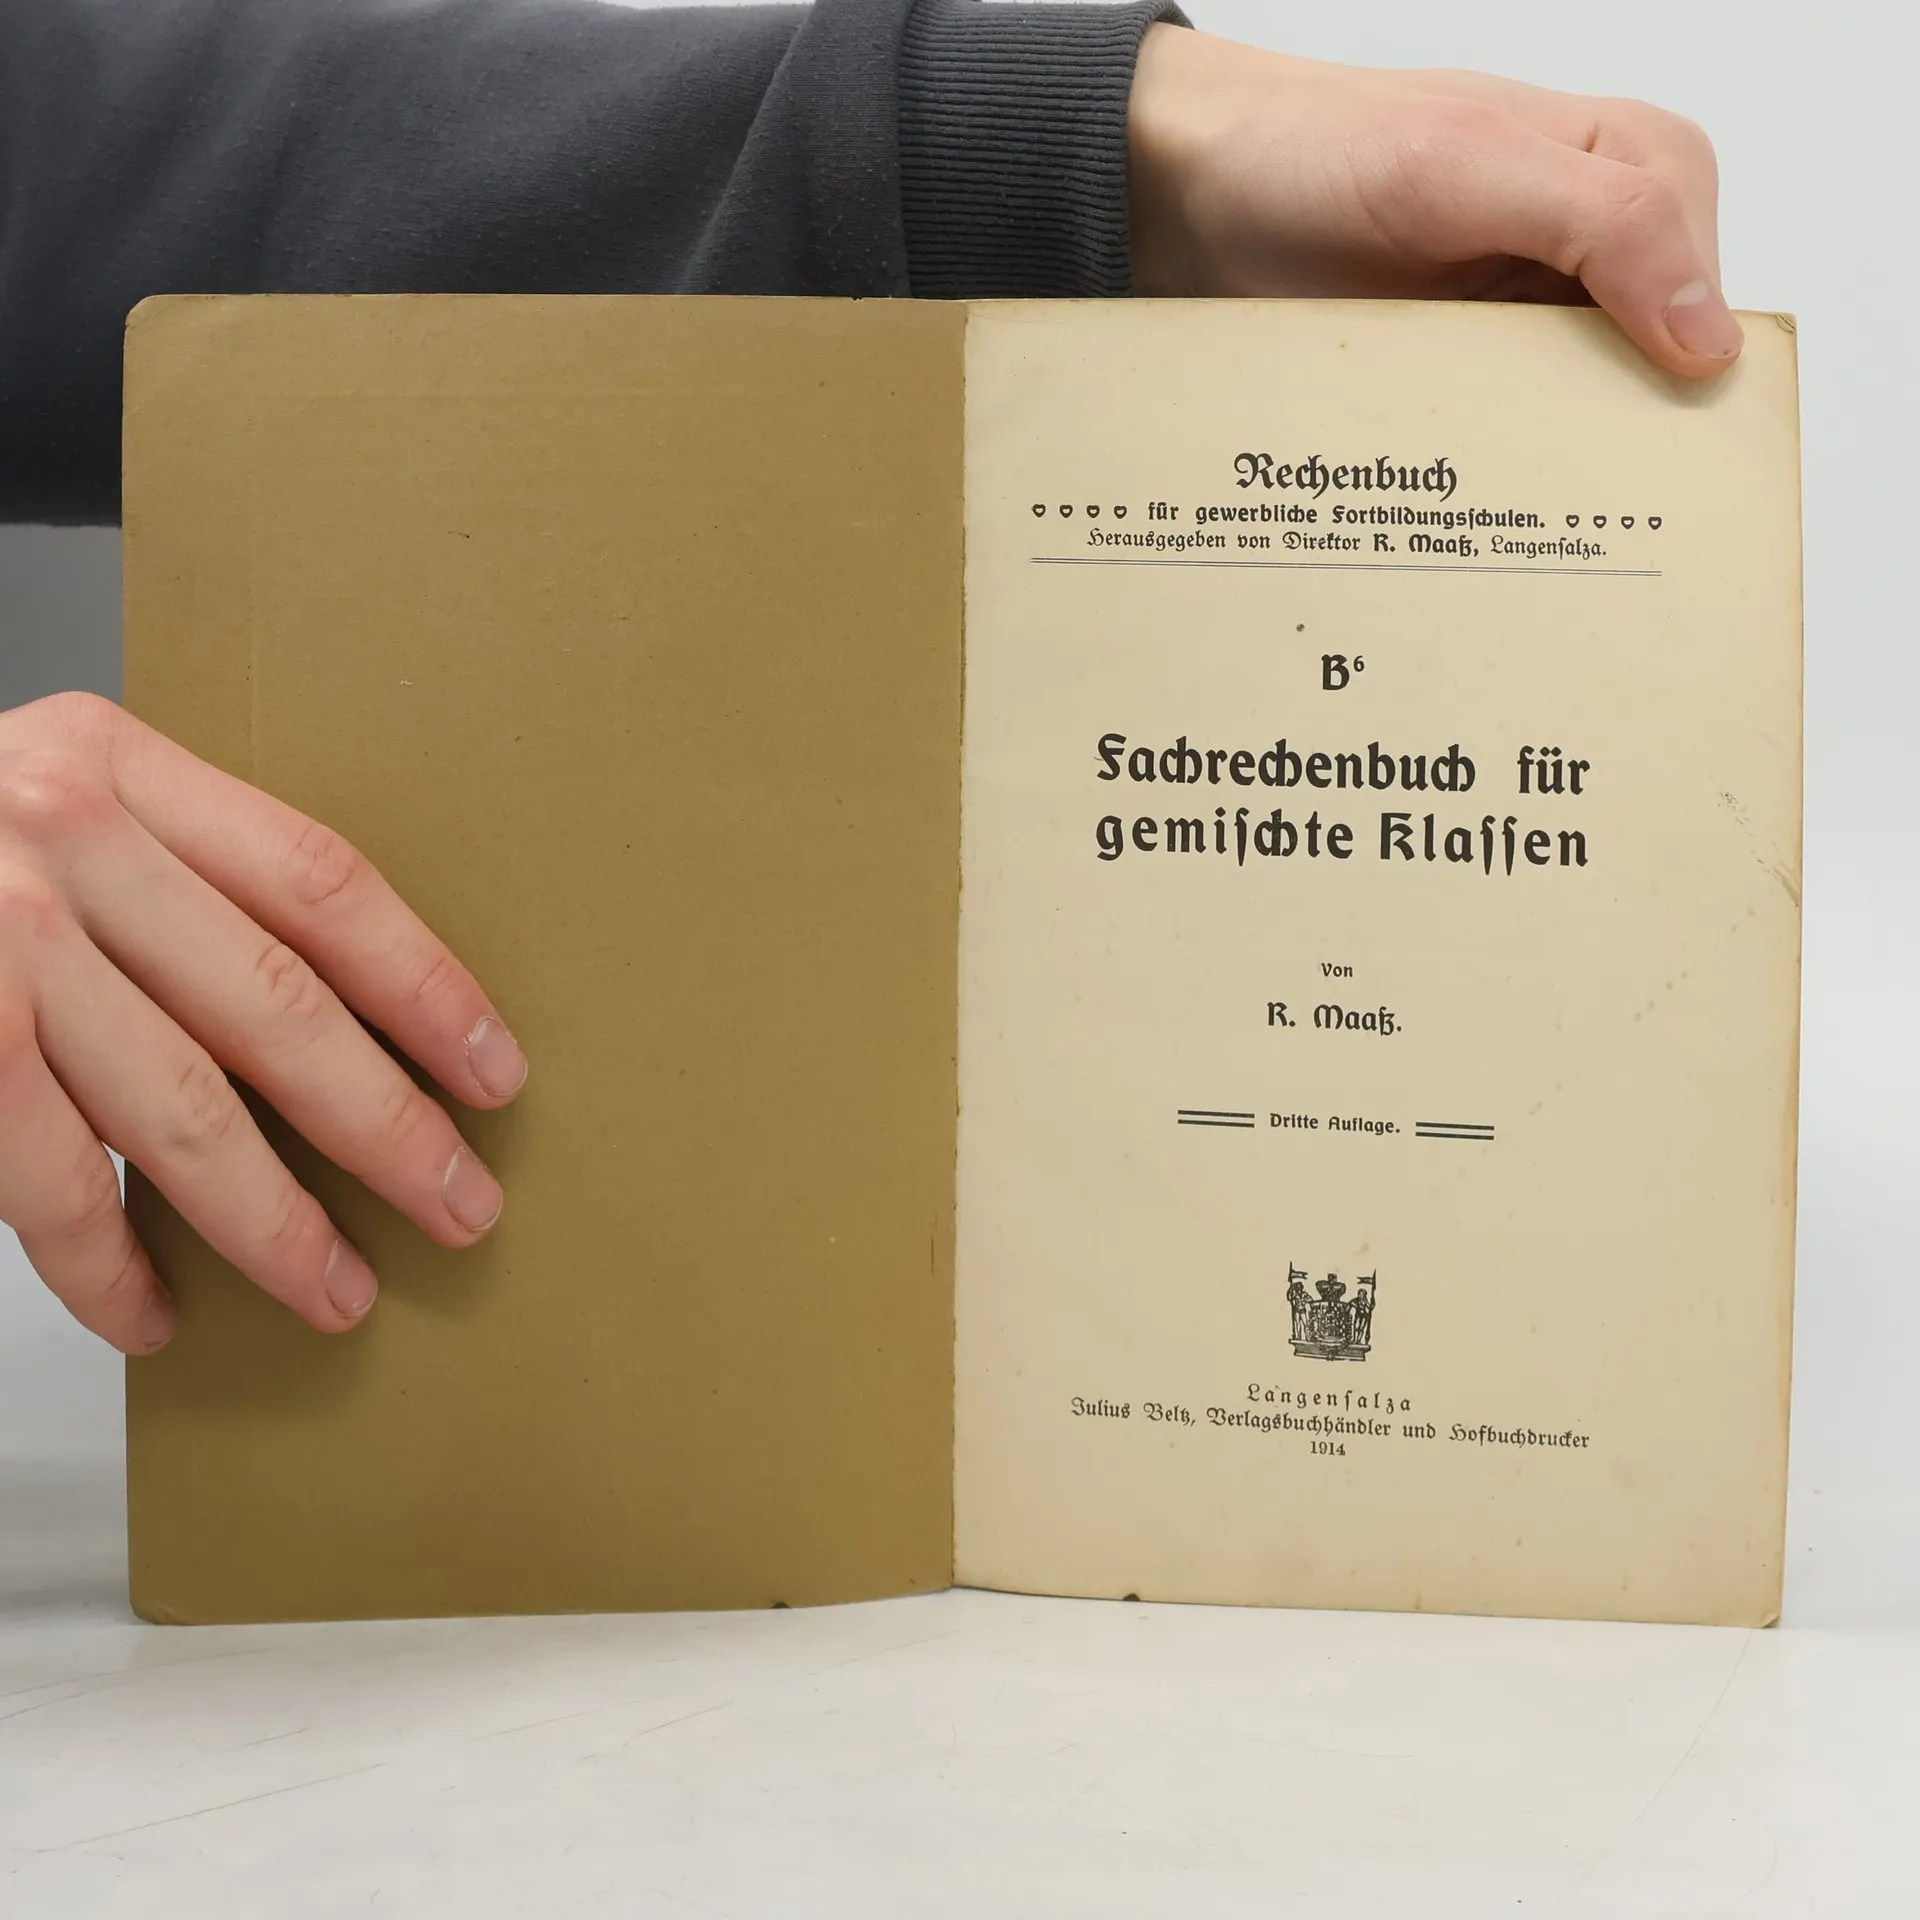 Rechenbuch
für gewerbliche Fortbildungsſchulen.
Herausgegeben von Direktor R. Maaß, Langenſalza.
B⁶
Fachrechenbuch für
gemiſchte Klaſſen
Von
R. Maaß.
Dritte Auflage.
Langenſalza
Julius Beltz, Verlagsbuchhändler und Hofbuchdrucker
1914